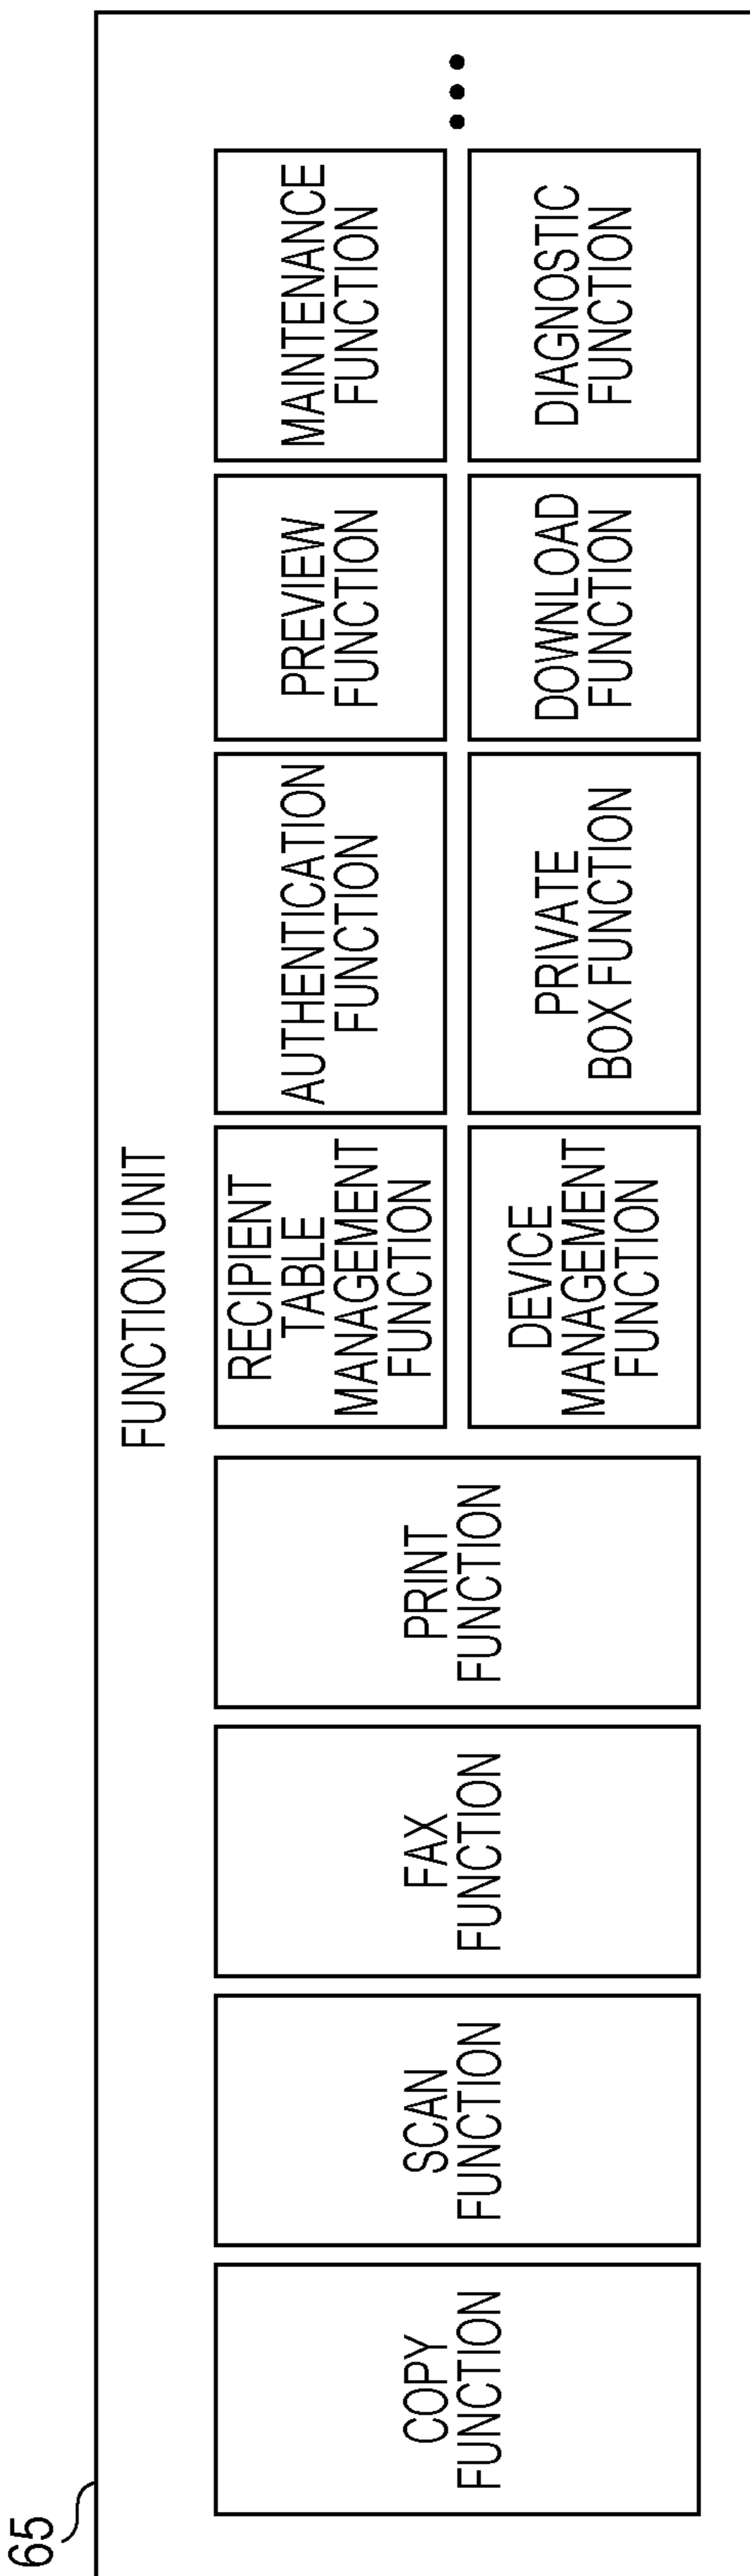 65
FUNCTION UNIT
COPY
FUNCTION
SCAN
FUNCTION
FAX
FUNCTION
PRINT
FUNCTION
RECIPIENT
TABLE
MANAGEMENT
FUNCTION
AUTHENTICATION
FUNCTION
PREVIEW
FUNCTION
MAINTENANCE
FUNCTION
DEVICE
MANAGEMENT
FUNCTION
PRIVATE
BOX FUNCTION
DOWNLOAD
FUNCTION
DIAGNOSTIC
FUNCTION